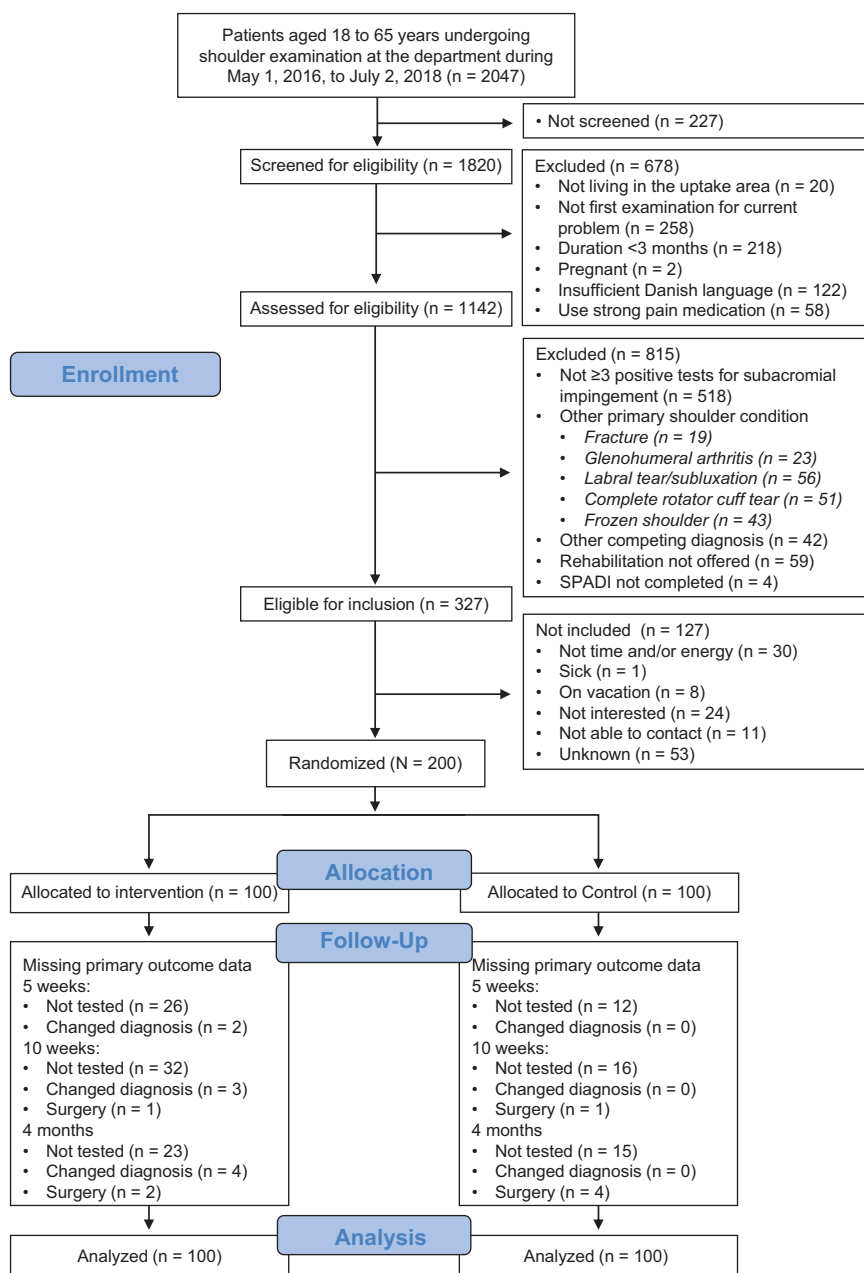 Patients aged 18 to 65 years undergoing
shoulder examination at the department during
May 1, 2016, to July 2, 2018 (n = 2047)
• Not screened (n = 227)
Screened for eligibility (n = 1820)
Excluded (n = 678)
• Not living in the uptake area (n = 20)
• Not first examination for current
problem (n = 258)
• Duration <3 months (n = 218)
• Pregnant (n = 2)
• Insufficient Danish language (n = 122)
• Use strong pain medication (n = 58)
Assessed for eligibility (n = 1142)
Enrollment
Excluded (n = 815)
• Not ≥3 positive tests for subacromial
impingement (n = 518)
• Other primary shoulder condition
• Fracture (n = 19)
• Glenohumeral arthritis (n = 23)
• Labral tear/subluxation (n = 56)
• Complete rotator cuff tear (n = 51)
• Frozen shoulder (n = 43)
• Other competing diagnosis (n = 42)
• Rehabilitation not offered (n = 59)
• SPADI not completed (n = 4)
Eligible for inclusion (n = 327)
Not included (n = 127)
• Not time and/or energy (n = 30)
• Sick (n = 1)
• On vacation (n = 8)
• Not interested (n = 24)
• Not able to contact (n = 11)
• Unknown (n = 53)
Randomized (N = 200)
Allocation
Allocated to intervention (n = 100)
Allocated to Control (n = 100)
Follow-Up
Missing primary outcome data
5 weeks:
• Not tested (n = 26)
• Changed diagnosis (n = 2)
10 weeks:
• Not tested (n = 32)
• Changed diagnosis (n = 3)
• Surgery (n = 1)
4 months
• Not tested (n = 23)
• Changed diagnosis (n = 4)
• Surgery (n = 2)
Missing primary outcome data
5 weeks:
• Not tested (n = 12)
• Changed diagnosis (n = 0)
10 weeks:
• Not tested (n = 16)
• Changed diagnosis (n = 0)
• Surgery (n = 1)
4 months
• Not tested (n = 15)
• Changed diagnosis (n = 0)
• Surgery (n = 4)
Analysis
Analyzed (n = 100)
Analyzed (n = 100)